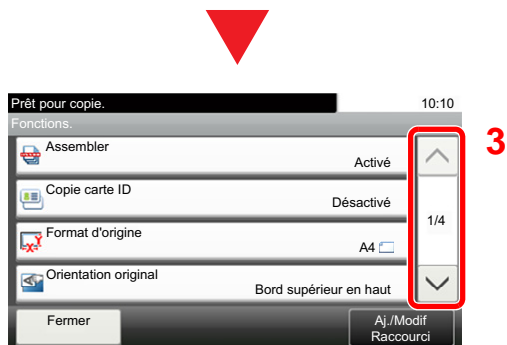 Prêt pour copie. 10:10
Fonctions.
Assembler
Activé
3
Copie carte ID
Désactivé
1/4
Format d'origine
A4
Orientation original
Bord supérieur en haut
Fermer
Aj./Modif
Raccourci